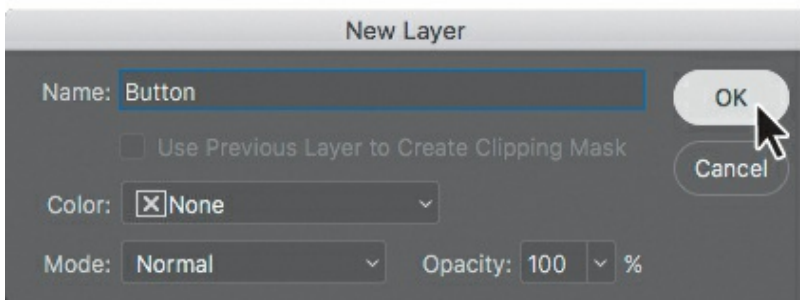 New Layer
Name: Button OK
Use Previous Layer to Create Clipping Mask
Cancel
Color: None
Mode: Normal Opacity: 100 %